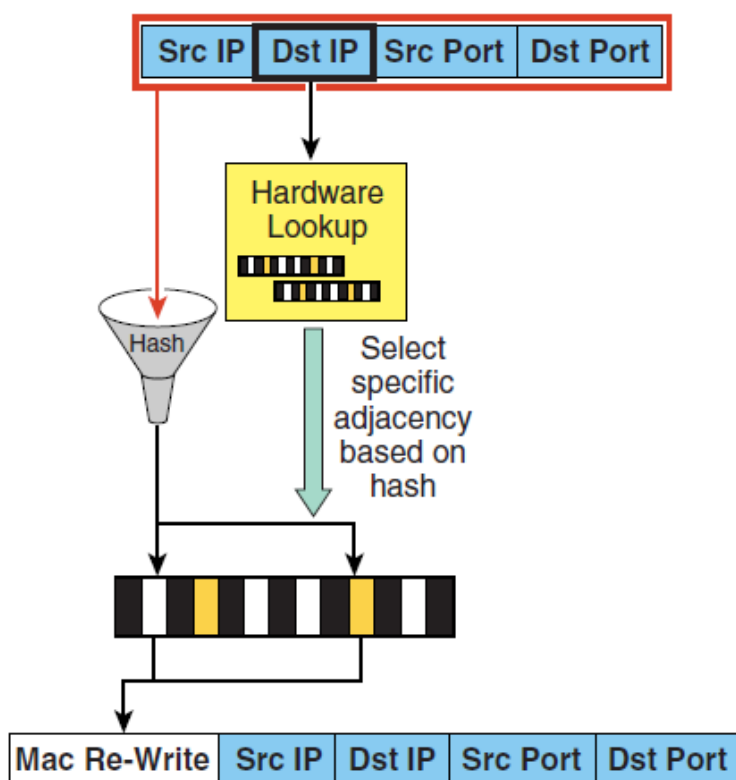 Src IP Dst IP Src Port Dst Port
Hardware
Lookup
Hash
Select
specific
adjacency
based on
hash
Mac Re-Write Src IP Dst IP Src Port Dst Port